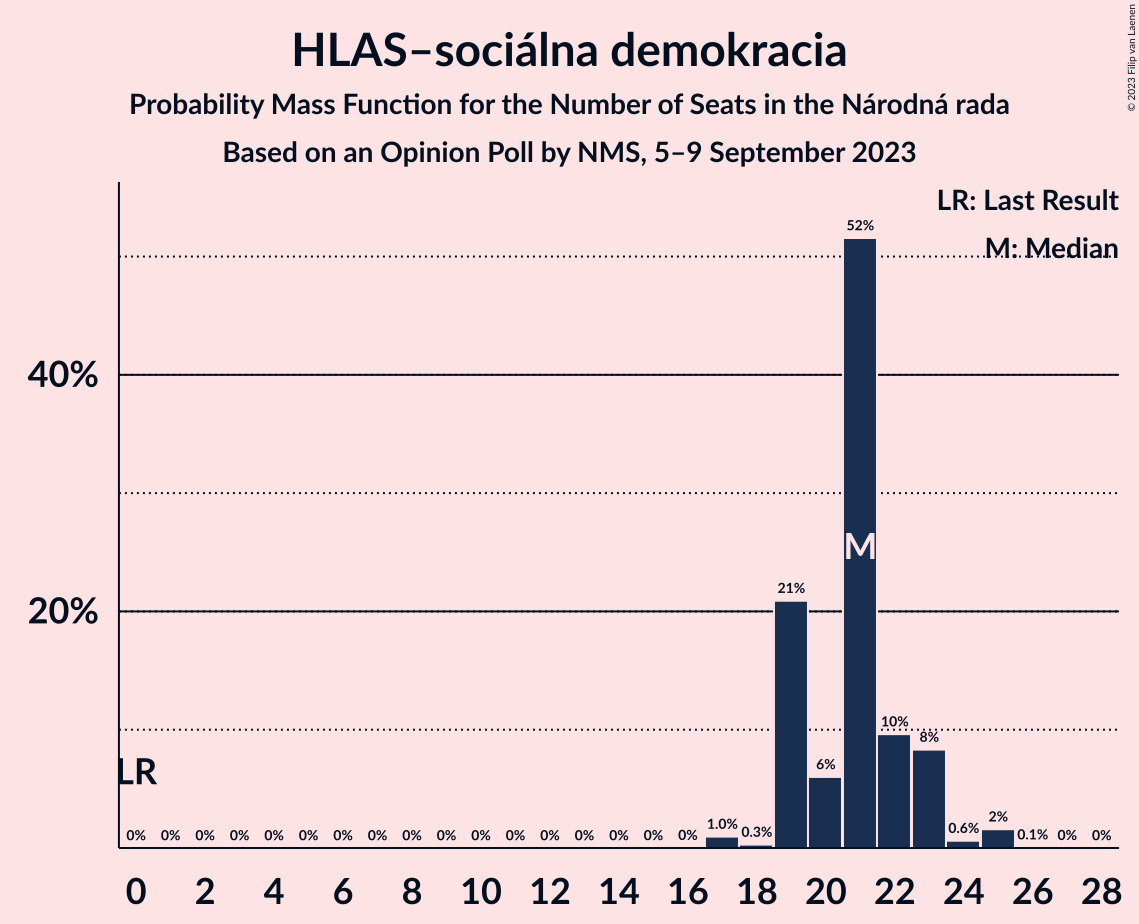 HLAS–sociálna demokracia
Probability Mass Function for the Number of Seats in the Národná rada
Based on an Opinion Poll by NMS, 5–9 September 2023
© 2023 Filip van Laenen
LR: Last Result
M: Median
52%
40%
M
21%
20%
10%
8%
LR
6%
0% 0% 0% 0% 0% 0% 0% 0% 0% 0% 0% 0% 0% 0% 0% 0% 0% 1.0% 0.3% 0.6% 2% 0.1% 0% 0%
0 2 4 6 8 10 12 14 16 18 20 22 24 26 28